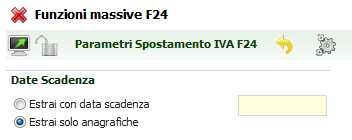 Funzioni massive F24
Parametri Spostamento IVA F24
Date Scadenza
Estrai con data scadenza
Estrai solo anagrafiche